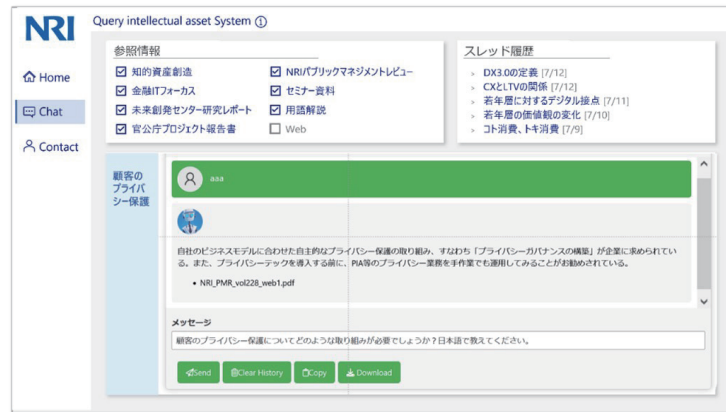 NRI
Query intellectual asset System ①
Home
Chat
Contact
参照情報
知的資産創造
NRIパブリックマネジメントレビュー
金融ITフォーカス
セミナー資料
未来創発センター研究レポート
用語解説
官公庁プロジェクト報告書
Web
スレッド履歴
DX3.0の定義 [7/12]
CXとLTVの関係 [7/12]
若年層に対するデジタル接点 [7/11]
若年層の価値観の変化 [7/10]
コト消費、トキ消費 [7/9]
顧客の
プライバ
シー保護
aaa
自社のビジネスモデルに合わせた自主的なプライバシー保護の取り組み、すなわち「プライバシーガバナンスの構築」が企業に求められてい
る。また、プライバシーテックを導入する前に、PIA等のプライバシー業務を手作業でも運用してみることがお勧めされている。
• NRI_PMR_vol228_web1.pdf
メッセージ
顧客のプライバシー保護についてどのような取り組みが必要でしょうか？日本語で教えてください。
Send
Clear History
Copy
Download